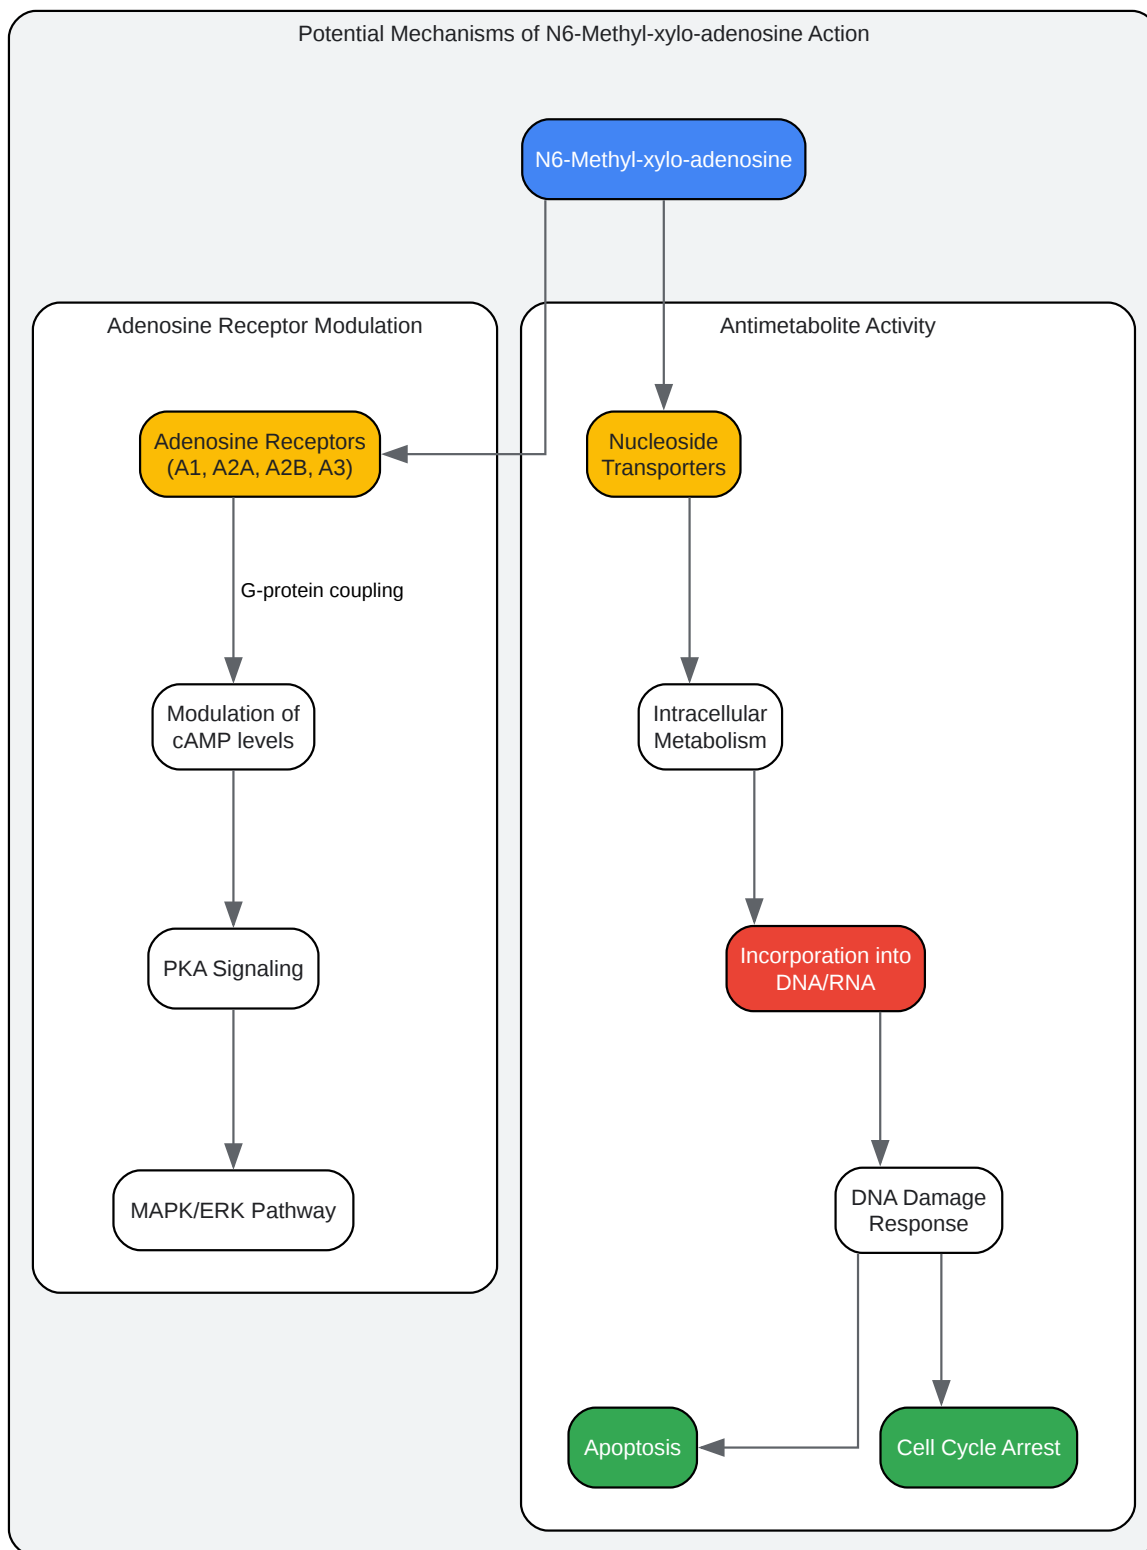 Potential Mechanisms of N6-Methyl-xylo-adenosine Action
N6-Methyl-xylo-adenosine
Adenosine Receptor Modulation
Adenosine Receptors
(A1, A2A, A2B, A3)
G-protein coupling
Modulation of
cAMP levels
PKA Signaling
MAPK/ERK Pathway
Antimetabolite Activity
Nucleoside
Transporters
Intracellular
Metabolism
Incorporation into
DNA/RNA
DNA Damage
Response
Apoptosis
Cell Cycle Arrest